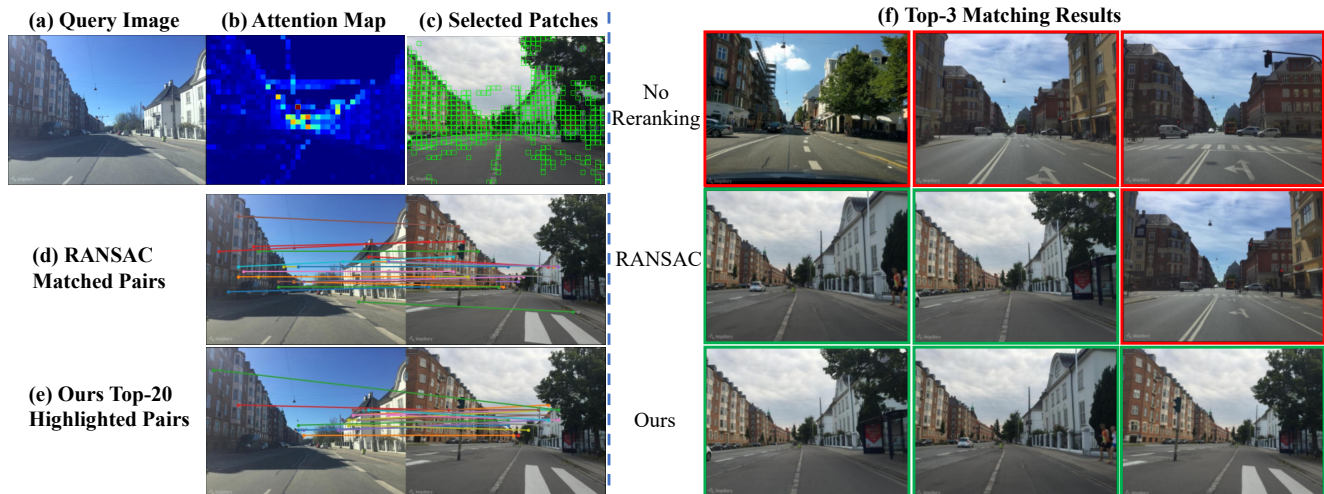 (a) Query Image
(b) Attention Map
(c) Selected Patches
(d) RANSAC
Matched Pairs
(e) Ours Top-20
Highlighted Pairs
(f) Top-3 Matching Results
No
Reranking
RANSAC
Ours